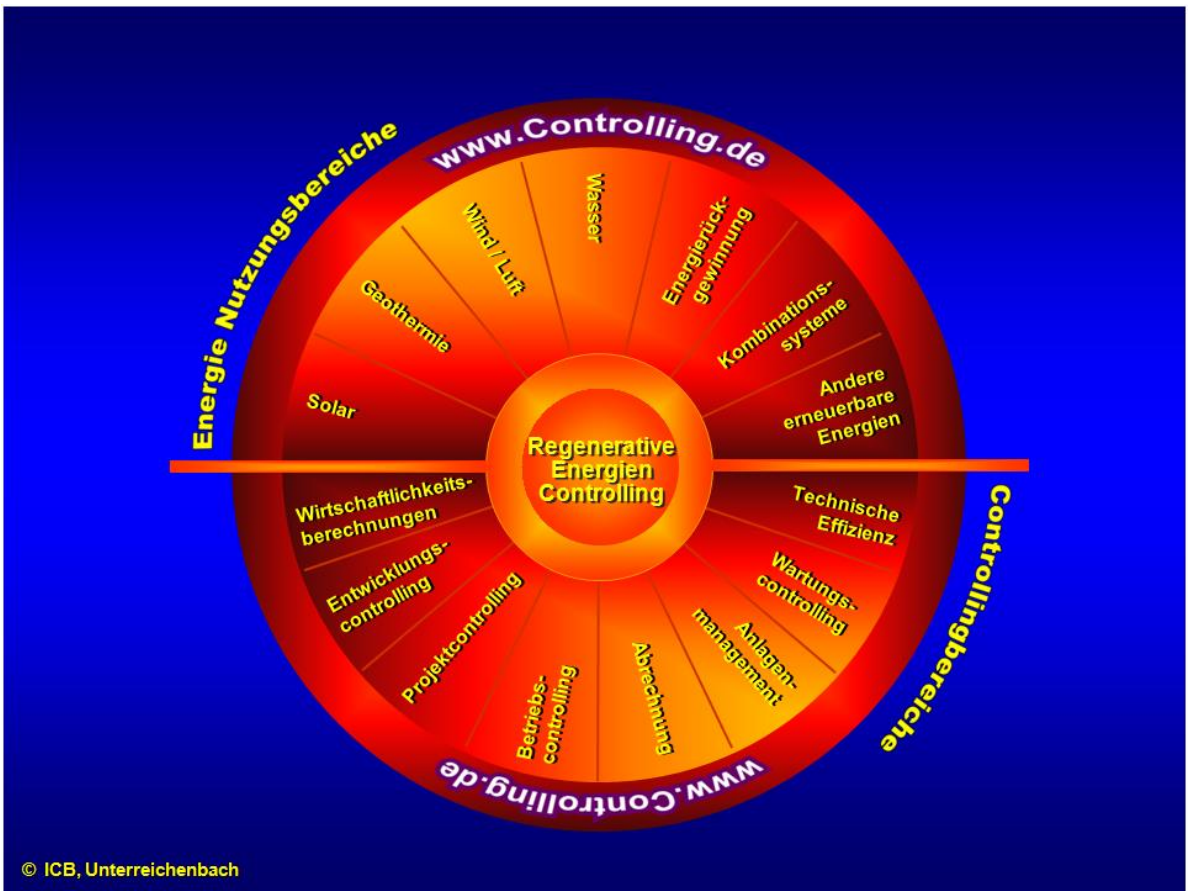 Energie Nutzungsbereiche
www.Controlling.de
Solar
Geothermie
Wind / Luft
Wasser
Energierück-
gewinnung
Kombinations-
systeme
Andere
erneuerbare
Energien
Regenerative
Energien
Controlling
Wirtschaftlichkeits-
berechnungen
Entwicklungs-
controlling
Projektcontrolling
Betriebs-
controlling
Abrechnung
Anlagen-
management
Wartungs-
controlling
Technische
Effizienz
Controllingbereiche
www.Controlling.de
© ICB, Unterreichenbach